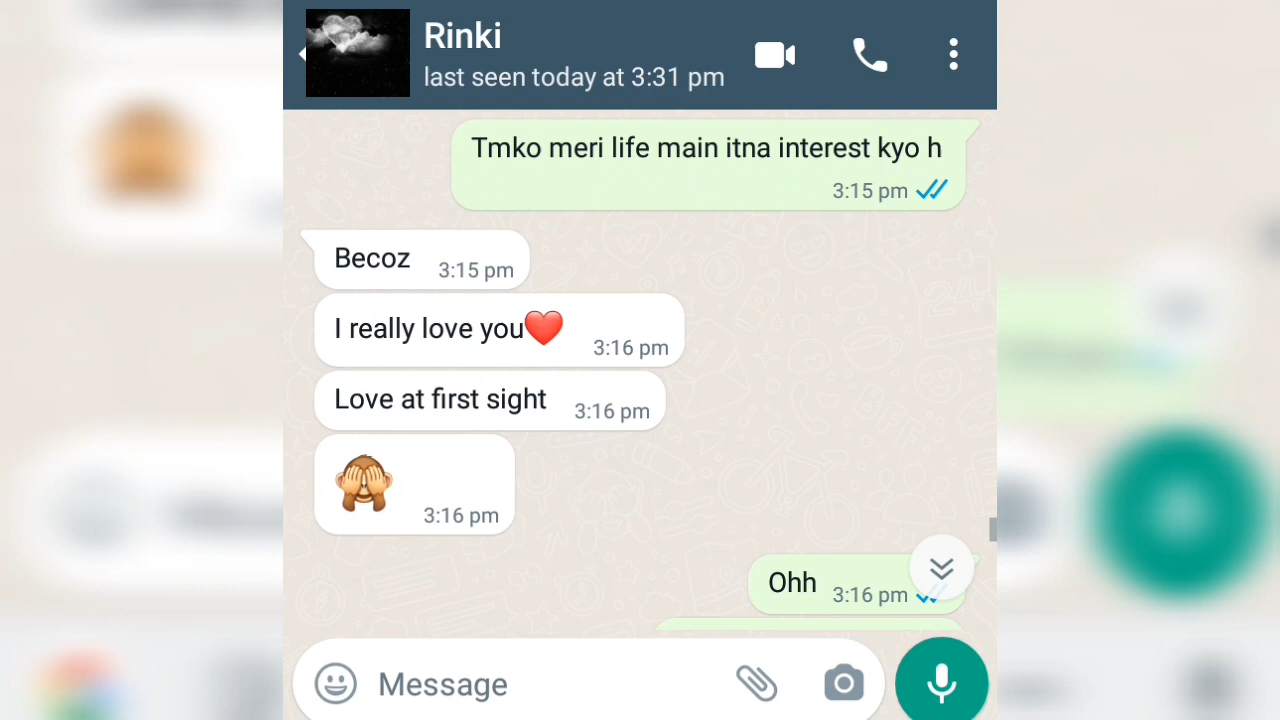 Rinki
last seen today at 3:31 pm
Tmko meri life main itna interest kyo h
3:15 pm
Becoz 3:15 pm
I really love you❤️ 3:16 pm
Love at first sight 3:16 pm
🙈 3:16 pm
Ohh 3:16 pm
Message